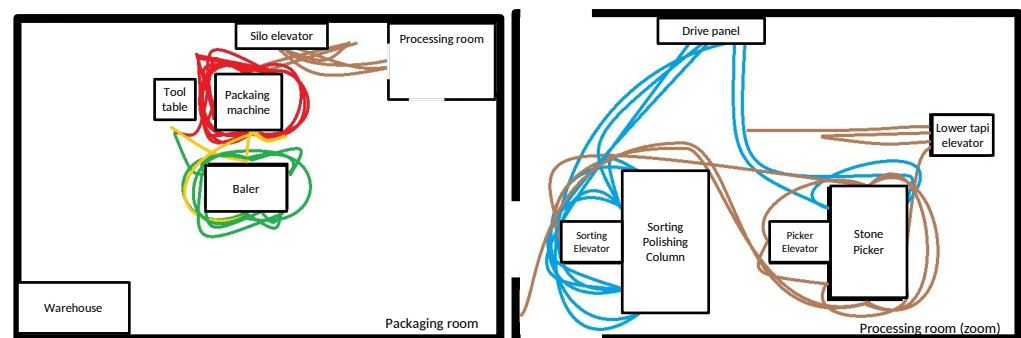 Silo elevator
Processing room
Tool
table
Packaing
machine
Baler
Warehouse
Packaging room
Drive panel
Lower tapi
elevator
Sorting
Elevator
Sorting
Polishing
Column
Picker
Elevator
Stone
Picker
Processing room (zoom)